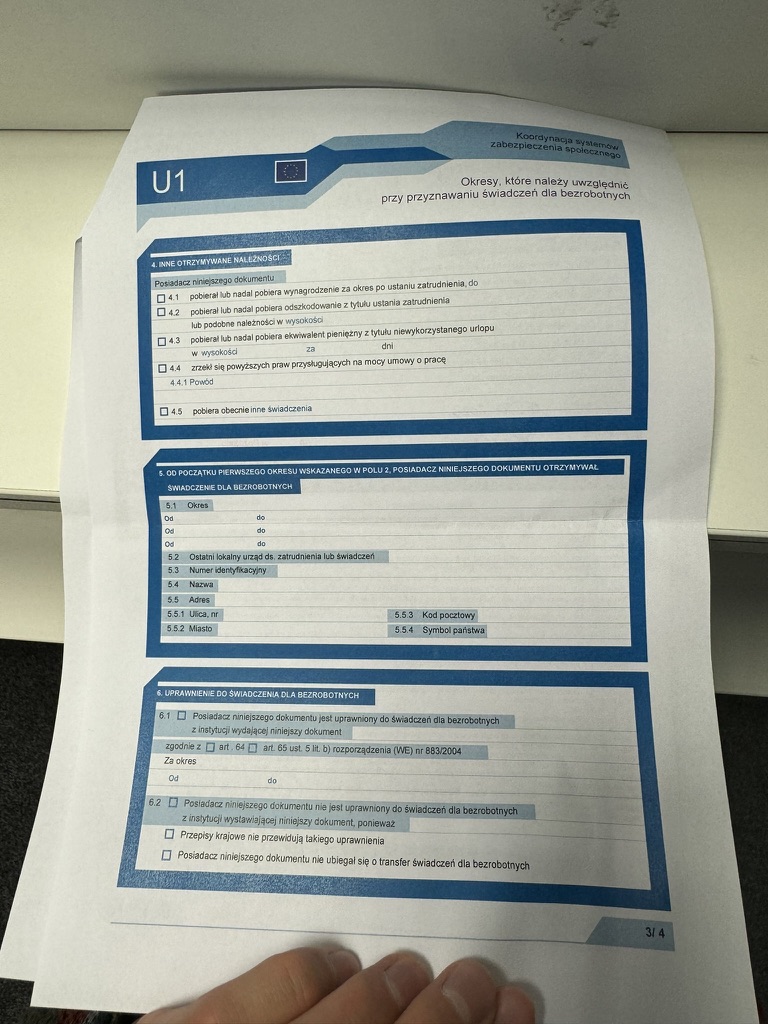 Koordynacja systemów
zabezpieczenia społecznego
U1
Okresy, które należy uwzględnić
przy przyznawaniu świadczeń dla bezrobotnych
4. INNE OTRZYMYWANE NALEŻNOŚCI
Posiadacz niniejszego dokumentu
4.1 pobierał lub nadal pobiera wynagrodzenie za okres po ustaniu zatrudnienia, do
4.2 pobierał lub nadal pobiera odszkodowanie z tytułu ustania zatrudnienia
lub podobne należności w wysokości
4.3 pobierał lub nadal pobiera ekwiwalent pieniężny z tytułu niewykorzystanego urlopu
w wysokości za dni
4.4 zrzekł się powyższych praw przysługujących na mocy umowy o pracę
4.4.1 Powód
4.5 pobiera obecnie inne świadczenia
5. OD POCZĄTKU PIERWSZEGO OKRESU WSKAZANEGO W POLU 2, POSIADACZ NINIEJSZEGO DOKUMENTU OTRZYMYWAŁ
ŚWIADCZENIE DLA BEZROBOTNYCH
5.1 Okres
Od do
Od do
Od do
5.2 Ostatni lokalny urząd ds. zatrudnienia lub świadczeń
5.3 Numer identyfikacyjny
5.4 Nazwa
5.5 Adres
5.5.1 Ulica, nr 5.5.3 Kod pocztowy
5.5.2 Miasto 5.5.4 Symbol państwa
6. UPRAWNIENIE DO ŚWIADCZENIA DLA BEZROBOTNYCH
6.1 Posiadacz niniejszego dokumentu jest uprawniony do świadczeń dla bezrobotnych
z instytucji wydającej niniejszy dokument
zgodnie z art. 64 art. 65 ust. 5 lit. b) rozporządzenia (WE) nr 883/2004
Za okres
Od do
6.2 Posiadacz niniejszego dokumentu nie jest uprawniony do świadczeń dla bezrobotnych
z instytucji wystawiającej niniejszy dokument, ponieważ
Przepisy krajowe nie przewidują takiego uprawnienia
Posiadacz niniejszego dokumentu nie ubiegał się o transfer świadczeń dla bezrobotnych
3/ 4